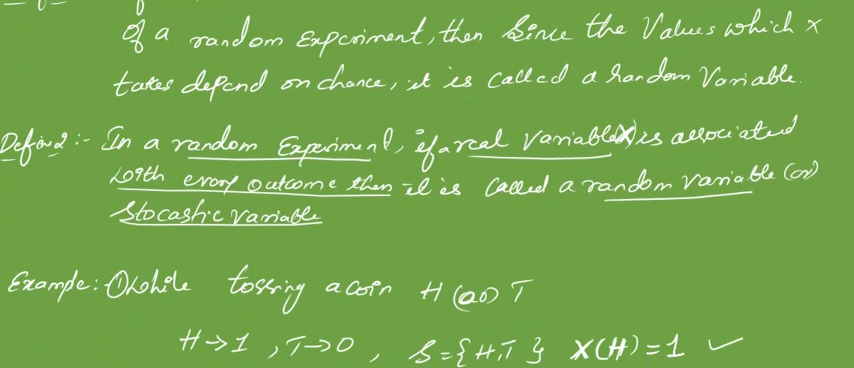 of a random Experiment, then Since the Values which X
takes depend on chance, it is called a random Variable.
Defin2:- In a random Experiment, if a real variable(X) is associated
with every outcome then it is called a random variable (or)
Stocastic variable
Example: ① While tossing a coin H (or) T
H→1 , T→0 , S={H,T} X(H)=1 ✓